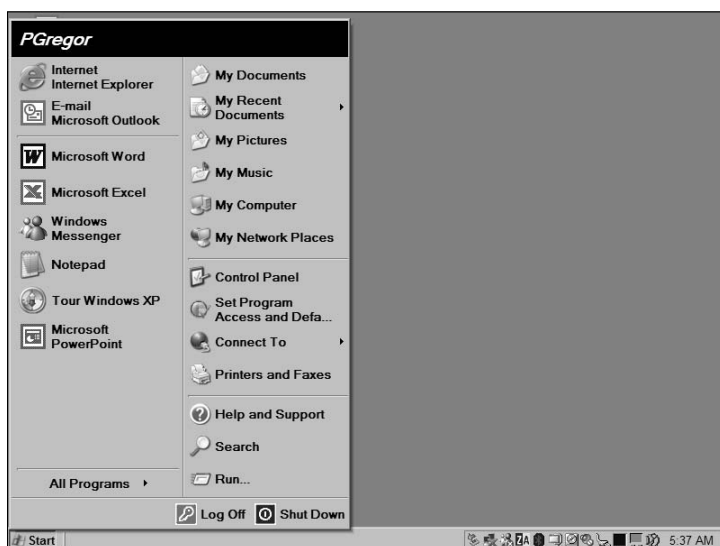 PGregor
Internet
Internet Explorer
E-mail
Microsoft Outlook
Microsoft Word
Microsoft Excel
Windows
Messenger
Notepad
Tour Windows XP
Microsoft
PowerPoint
All Programs
My Documents
My Recent
Documents
My Pictures
My Music
My Computer
My Network Places
Control Panel
Set Program
Access and Defa...
Connect To
Printers and Faxes
Help and Support
Search
Run...
Log Off Shut Down
Start 5:37 AM